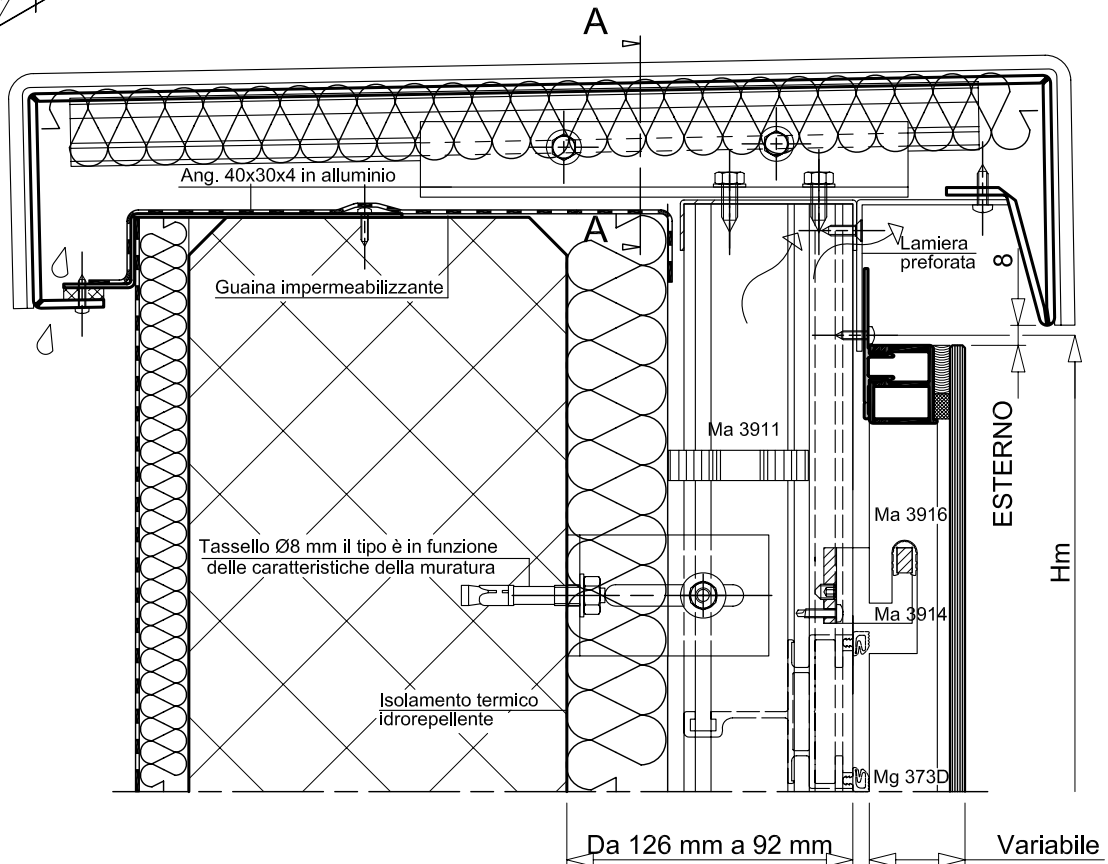 A
Ang. 40x30x4 in alluminio
A
Lamiera
preforata
8
Guaina impermeabilizzante
Ma 3911
ESTERNO
Ma 3916
Tassello Ø8 mm il tipo è in funzione
delle caratteristiche della muratura
Hm
Ma 3914
Isolamento termico
idrorepellente
Mg 373D
Da 126 mm a 92 mm
Variabile